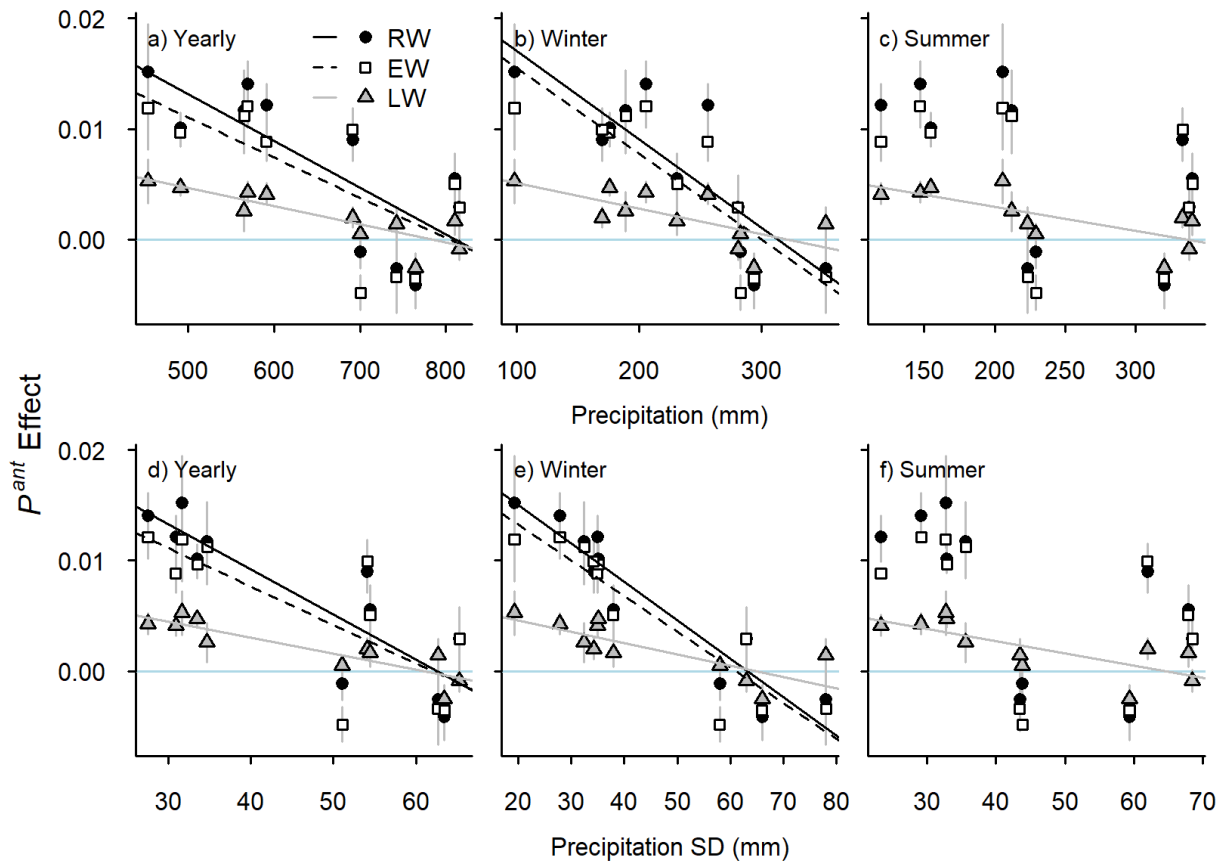 a) Yearly
RW
EW
LW
b) Winter
c) Summer
0.02
0.01
0.00
500 600 700 800
100 200 300
100 150 200 250 300
Precipitation (mm)
P^ant Effect
d) Yearly
e) Winter
f) Summer
0.02
0.01
0.00
30 40 50 60
20 30 40 50 60 70 80
30 40 50 60 70
Precipitation SD (mm)